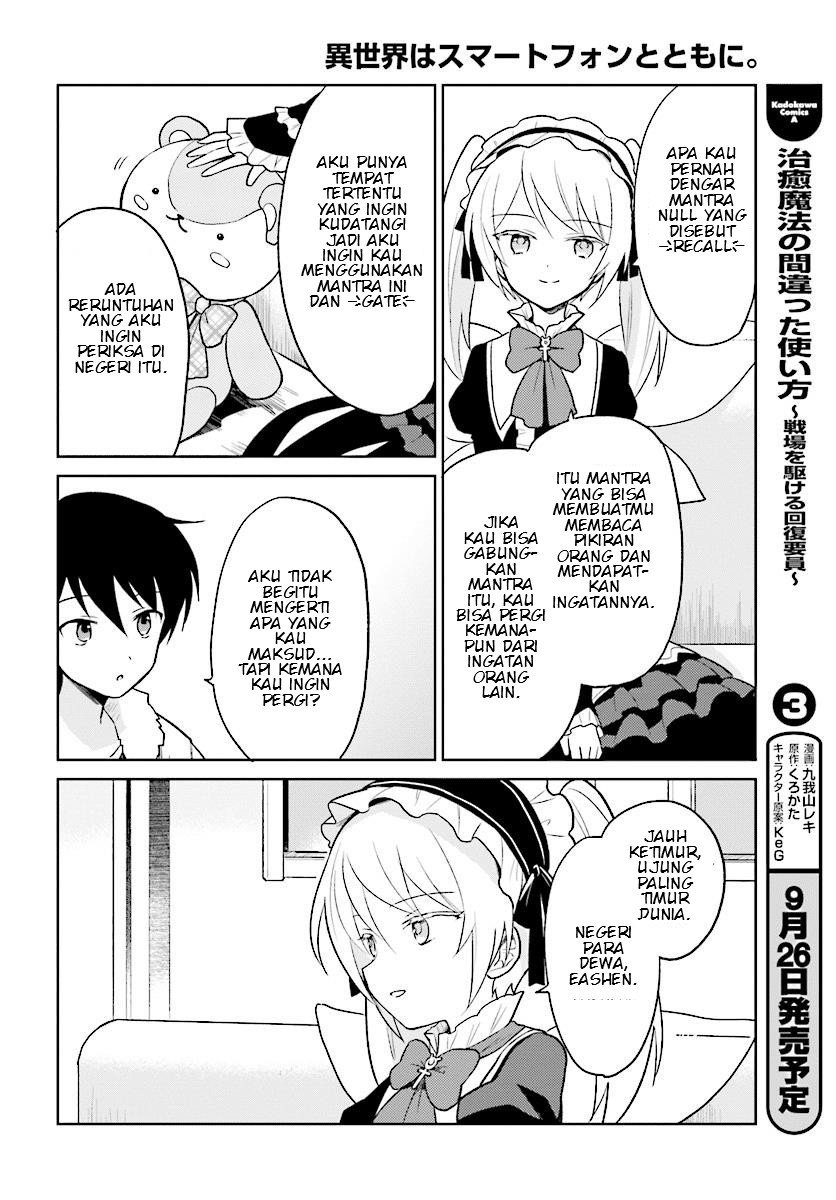 異世界はスマートフォンとともに。
APA KAU
PERNAH
DENGAR
MANTRA
NULL YANG
DISEBUT
→RECALL←
ITU MANTRA
YANG BISA
MEMBUATMU
MEMBACA
PIKIRAN
ORANG DAN
MENDAPAT-
KAN
INGATANNYA.
JIKA
KAU BISA
GABUNG-
KAN
MANTRA
ITU, KAU
BISA PERGI
KEMANA-
PUN DARI
INGATAN
ORANG
LAIN.
AKU PUNYA
TEMPAT
TERTENTU
YANG INGIN
KUDATANGI
JADI AKU
INGIN KAU
MENGGUNAKAN
MANTRA INI
DAN →GATE←
ADA
RERUNTUHAN
YANG AKU
INGIN
PERIKSA DI
NEGERI ITU.
AKU TIDAK
BEGITU
MENGERTI
APA YANG
KAU
MAKSUD...
TAPI KEMANA
KAU INGIN
PERGI?
JAUH
KETIMUR,
UJUNG
PALING
TIMUR
DUNIA.
NEGERI
PARA
DEWA,
EASHEN.
Kadokawa
Comics
A
治癒魔法の間違った使い方
～戦場を駆ける回復要員～
3
漫画:九我山レキ
原作:くろかた
キャラクター原案:KeG
9月26日発売予定